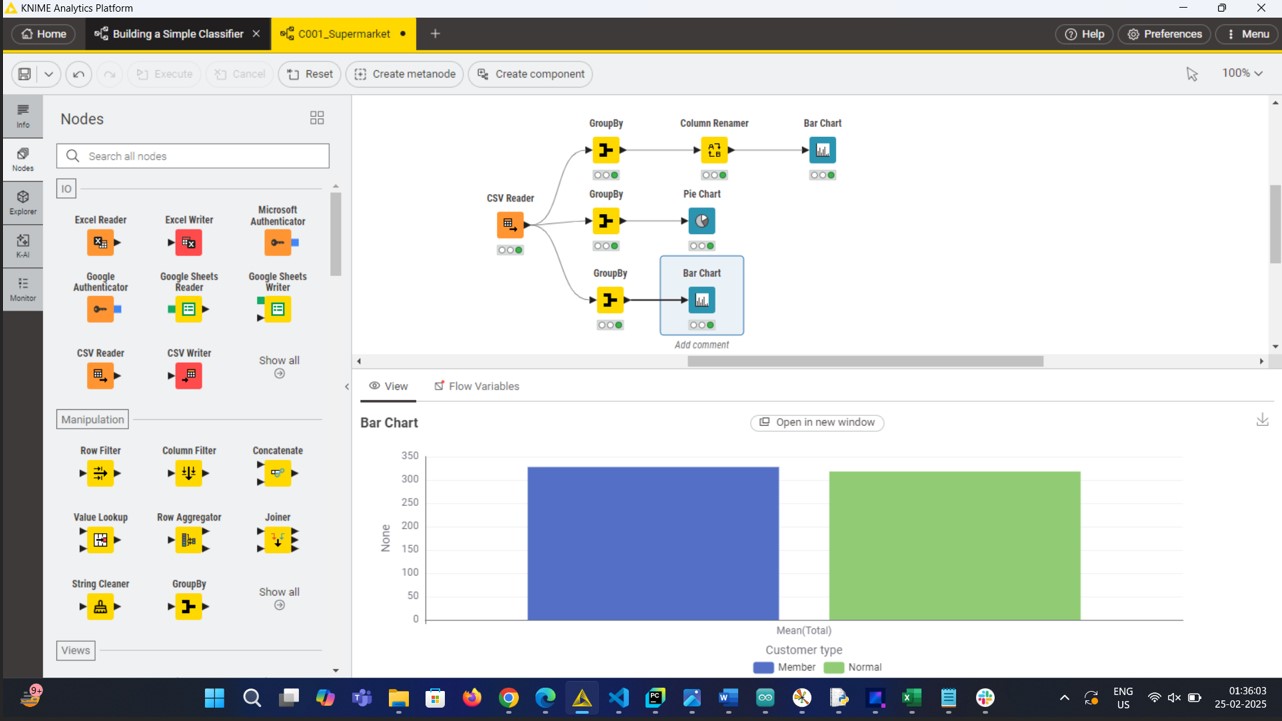 KNIME Analytics Platform
Home
Building a Simple Classifier
C001_Supermarket
Help
Preferences
Menu
Execute
Cancel
Reset
Create metanode
Create component
100%
Info
Nodes
Explorer
K-AI
Monitor
Nodes
Search all nodes
IO
Excel Reader
Excel Writer
Microsoft
Authenticator
Google
Authenticator
Google Sheets
Reader
Google Sheets
Writer
CSV Reader
CSV Writer
Show all
Manipulation
Row Filter
Column Filter
Concatenate
Value Lookup
Row Aggregator
Joiner
String Cleaner
GroupBy
Show all
Views
GroupBy
Column Renamer
Bar Chart
CSV Reader
GroupBy
Pie Chart
GroupBy
Bar Chart
Add comment
View
Flow Variables
Bar Chart
Open in new window
350
300
250
200
150
100
50
0
None
Mean(Total)
Customer type
Member
Normal
9+
ENG
US
01:36:03
25-02-2025